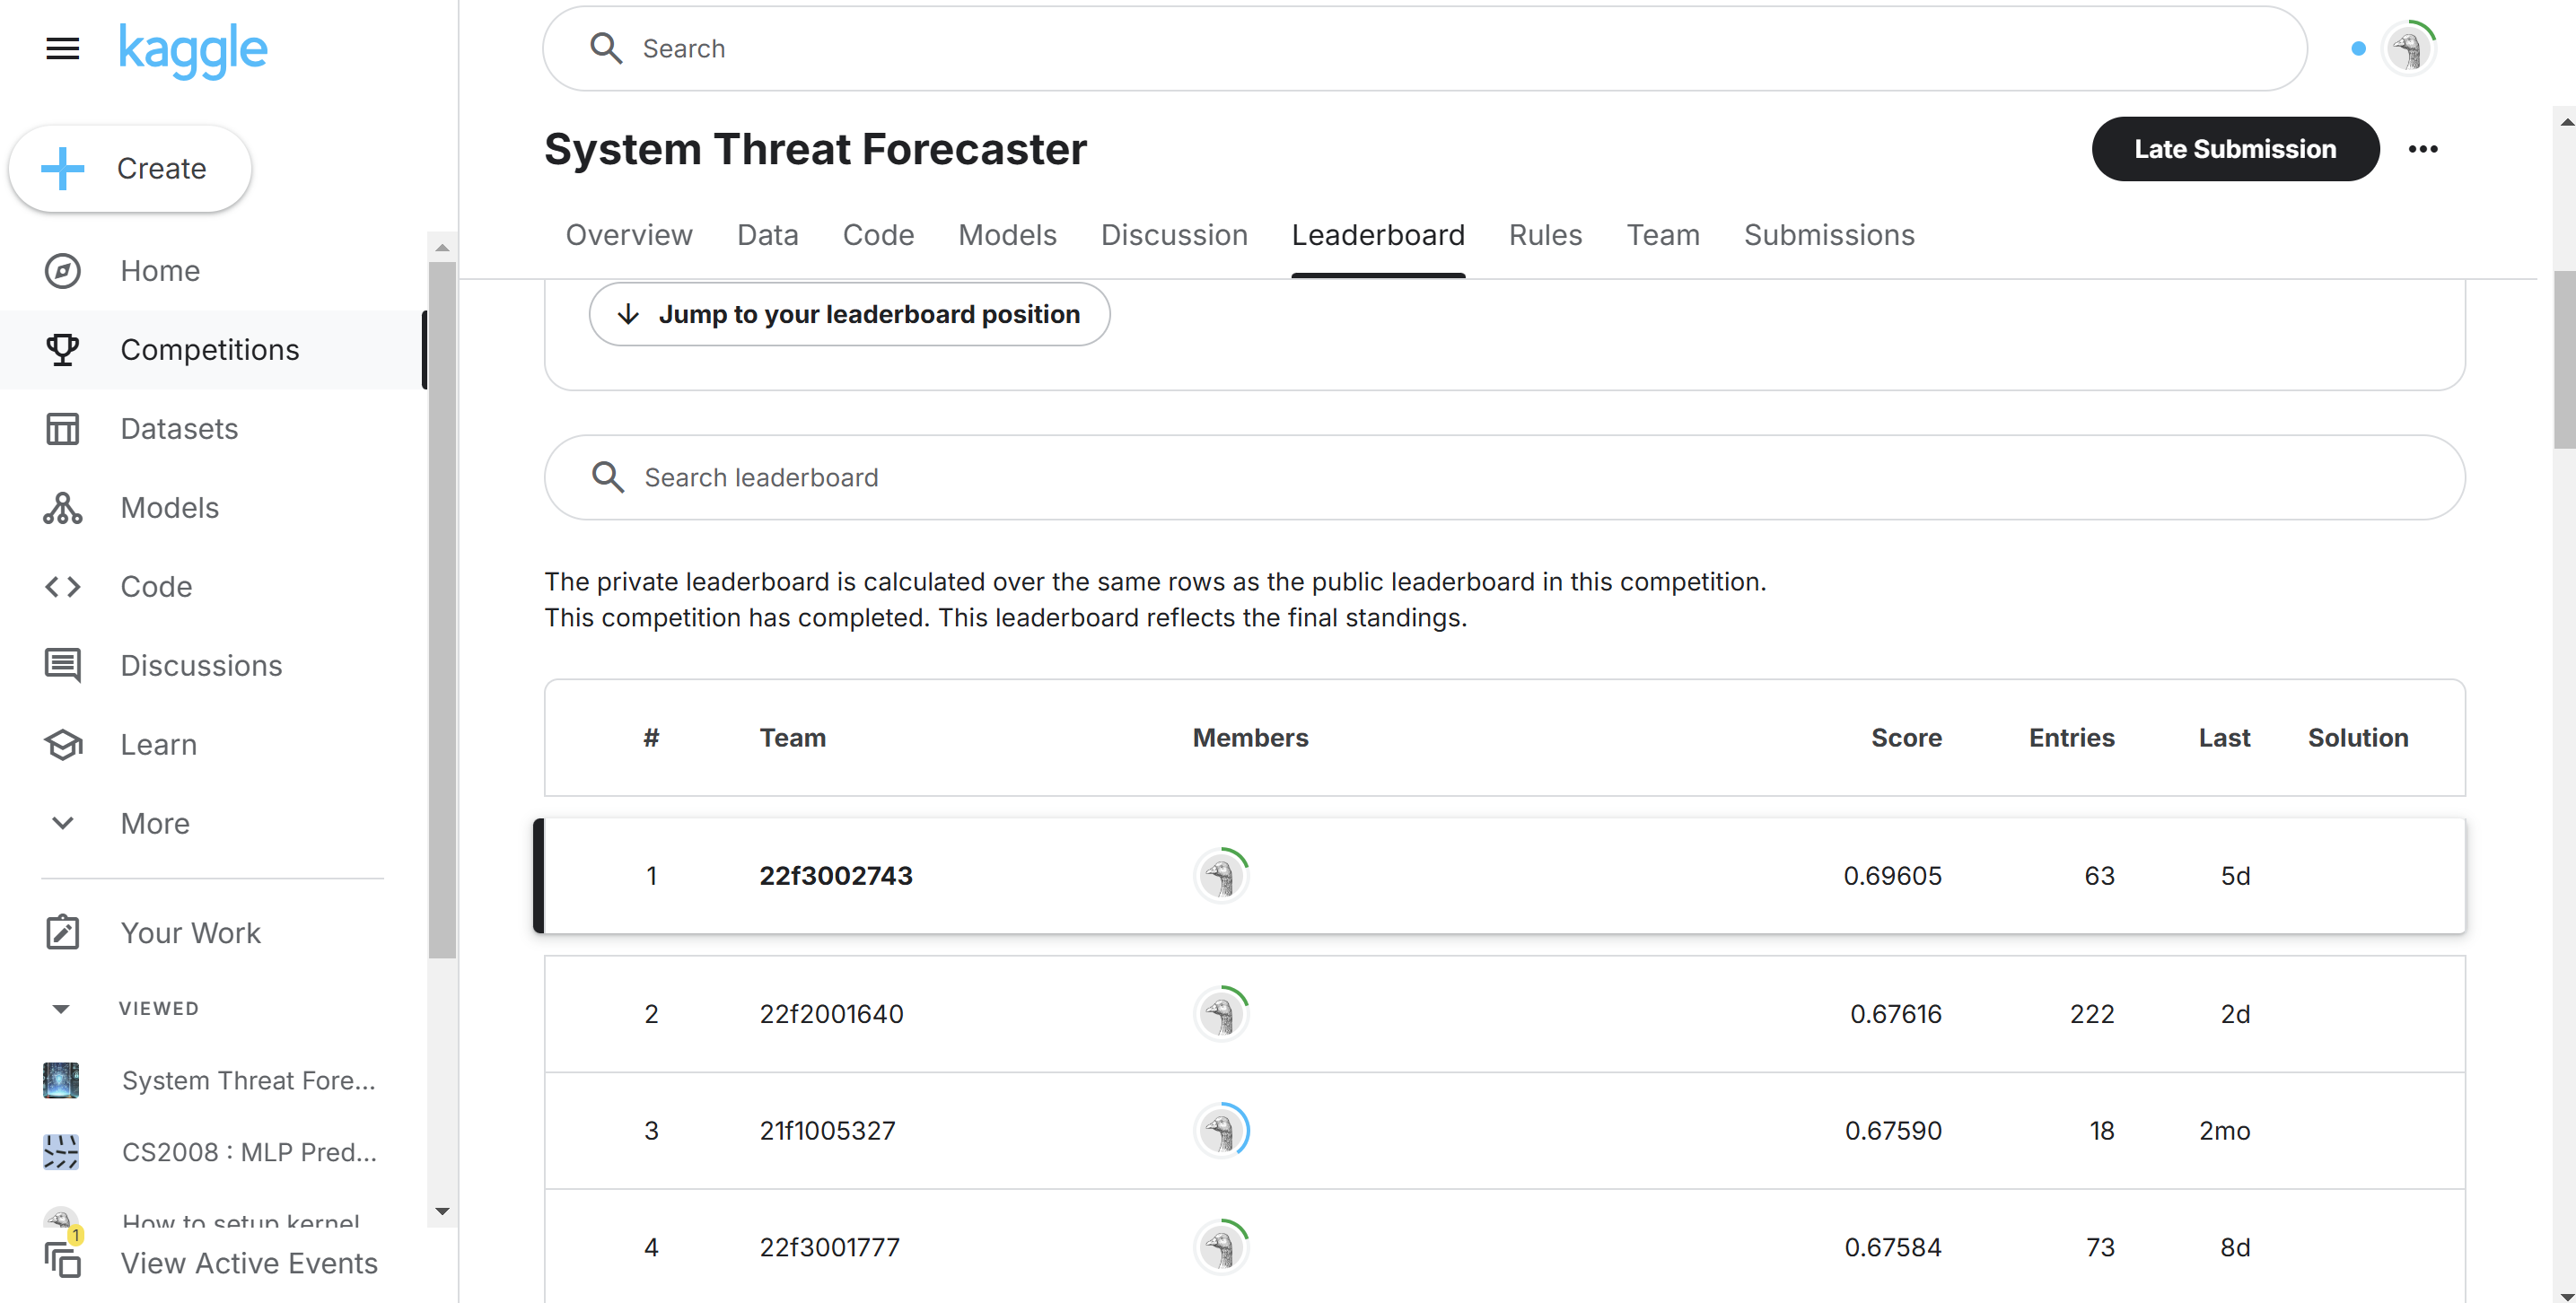 kaggle
Search
Create
Home
Competitions
Datasets
Models
Code
Discussions
Learn
More
Your Work
VIEWED
System Threat Fore...
CS2008 : MLP Pred...
How to setup kernel
1
View Active Events
System Threat Forecaster
Late Submission
Overview Data Code Models Discussion Leaderboard Rules Team Submissions
Jump to your leaderboard position
Search leaderboard
The private leaderboard is calculated over the same rows as the public leaderboard in this competition.
This competition has completed. This leaderboard reflects the final standings.
# Team Members Score Entries Last Solution
1 22f3002743 0.69605 63 5d
2 22f2001640 0.67616 222 2d
3 21f1005327 0.67590 18 2mo
4 22f3001777 0.67584 73 8d